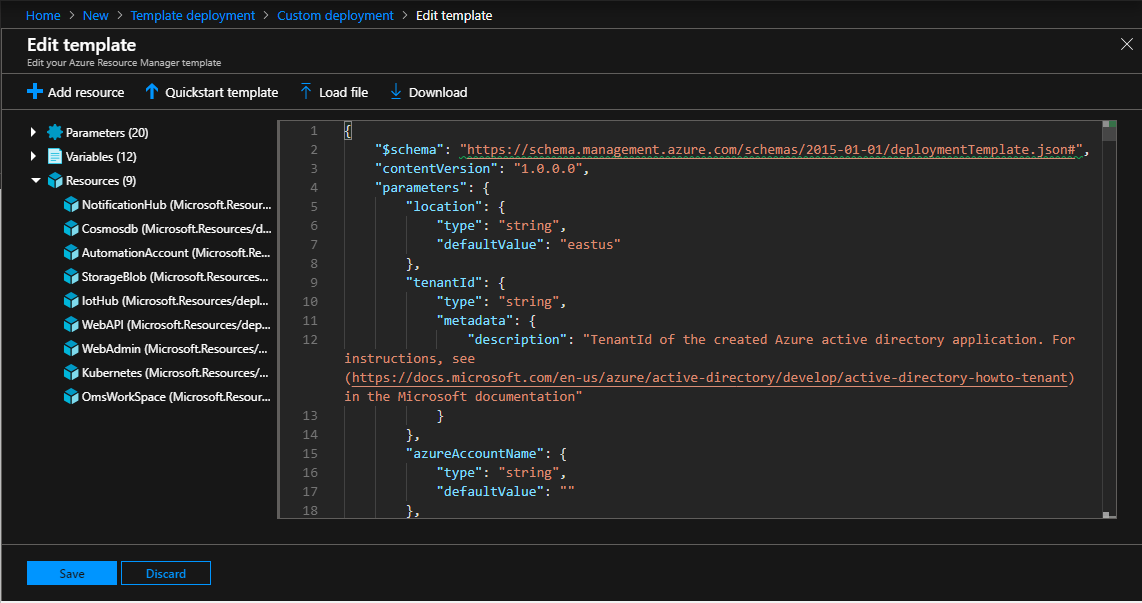 Home > New > Template deployment > Custom deployment > Edit template
Edit template
Edit your Azure Resource Manager template
Add resource Quickstart template Load file Download
Parameters (20)
Variables (12)
Resources (9)
NotificationHub (Microsoft.Resour...
Cosmosdb (Microsoft.Resources/d...
AutomationAccount (Microsoft.Re...
StorageBlob (Microsoft.Resources...
IotHub (Microsoft.Resources/depl...
WebAPI (Microsoft.Resources/dep...
WebAdmin (Microsoft.Resources/...
Kubernetes (Microsoft.Resources/...
OmsWorkSpace (Microsoft.Resour...
1 {
2 "$schema": "https://schema.management.azure.com/schemas/2015-01-01/deploymentTemplate.json#",
3 "contentVersion": "1.0.0.0",
4 "parameters": {
5 "location": {
6 "type": "string",
7 "defaultValue": "eastus"
8 },
9 "tenantId": {
10 "type": "string",
11 "metadata": {
12 "description": "TenantId of the created Azure active directory application. For
instructions, see
(https://docs.microsoft.com/en-us/azure/active-directory/develop/active-directory-howto-tenant)
in the Microsoft documentation"
13 }
14 },
15 "azureAccountName": {
16 "type": "string",
17 "defaultValue": ""
18 },
Save Discard